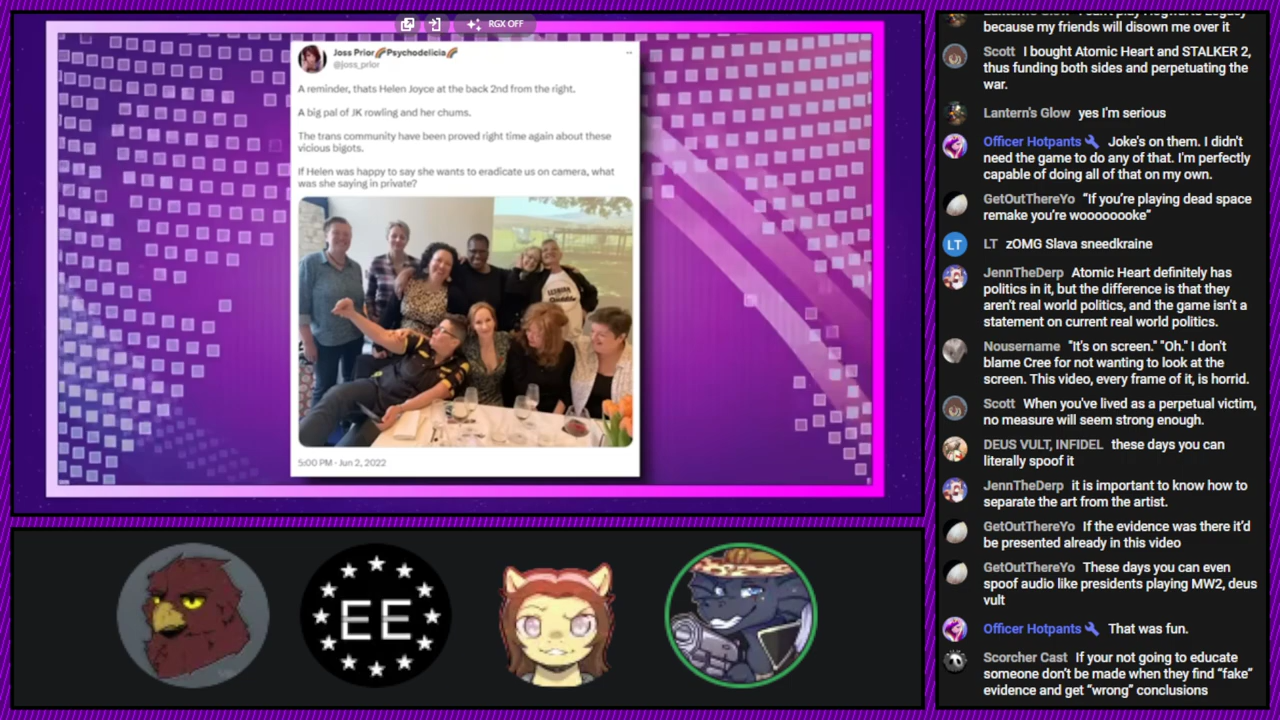 RGX OFF
Joss Prior🌈Psychodelicia🌈
@joss_prior
A reminder, thats Helen Joyce at the back 2nd from the right.
A big pal of JK rowling and her chums.
The trans community have been proved right time again about these
vicious bigots.
If Helen was happy to say she wants to eradicate us on camera, what
was she saying in private?
LESBIAN
5:00 PM · Jun 2, 2022
EE
because my friends will disown me over it
Scott I bought Atomic Heart and STALKER 2,
thus funding both sides and perpetuating the
war.
Lantern's Glow yes I'm serious
Officer Hotpants Joke's on them. I didn't
need the game to do any of that. I'm perfectly
capable of doing all of that on my own.
GetOutThereYo “If you're playing dead space
remake you're woooooooke”
LT LT zOMG Slava sneedkraine
JennTheDerp Atomic Heart definitely has
politics in it, but the difference is that they
aren't real world politics, and the game isn't a
statement on current real world politics.
Nousername "It's on screen." "Oh." I don't
blame Cree for not wanting to look at the
screen. This video, every frame of it, is horrid.
Scott When you've lived as a perpetual victim,
no measure will seem strong enough.
DEUS VULT, INFIDEL these days you can
literally spoof it
JennTheDerp it is important to know how to
separate the art from the artist.
GetOutThereYo If the evidence was there it'd
be presented already in this video
GetOutThereYo These days you can even
spoof audio like presidents playing MW2, deus
vult
Officer Hotpants That was fun.
Scorcher Cast If your not going to educate
someone don't be made when they find “fake”
evidence and get “wrong” conclusions